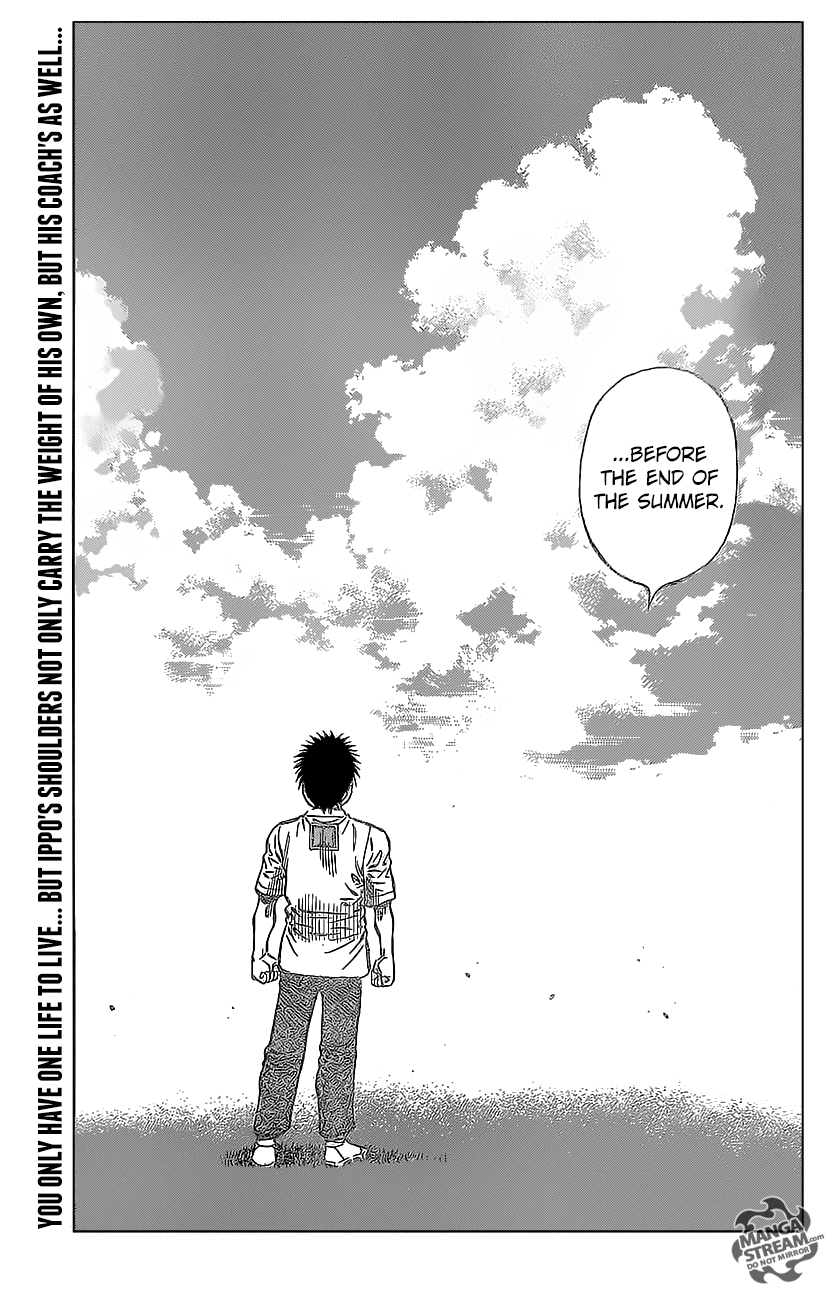 YOU ONLY HAVE ONE LIFE TO LIVE... BUT IPPO'S SHOULDERS NOT ONLY CARRY THE WEIGHT OF HIS OWN, BUT HIS COACH'S AS WELL...
...BEFORE
THE END OF
THE SUMMER.
MANGA
STREAM.com
DO NOT MIRROR